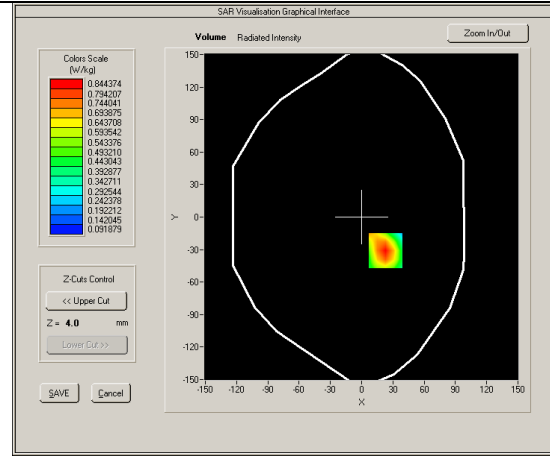 SAR Visualisation Graphical Interface
Volume Radiated Intensity
Zoom In/Out
Colors Scale
(W/kg)
0.844374
0.794207
0.744041
0.693875
0.643708
0.593542
0.543376
0.493210
0.443043
0.392877
0.342711
0.292544
0.242378
0.192212
0.142045
0.091879
Z-Cuts Control
<< Upper Cut
Z = 4.0 mm
Lower Cut >>
SAVE
Cancel
150
120
90
60
30
0
-30
-60
-90
-120
-150
Y
-150 -120 -90 -60 -30 0 30 60 90 120 150
X